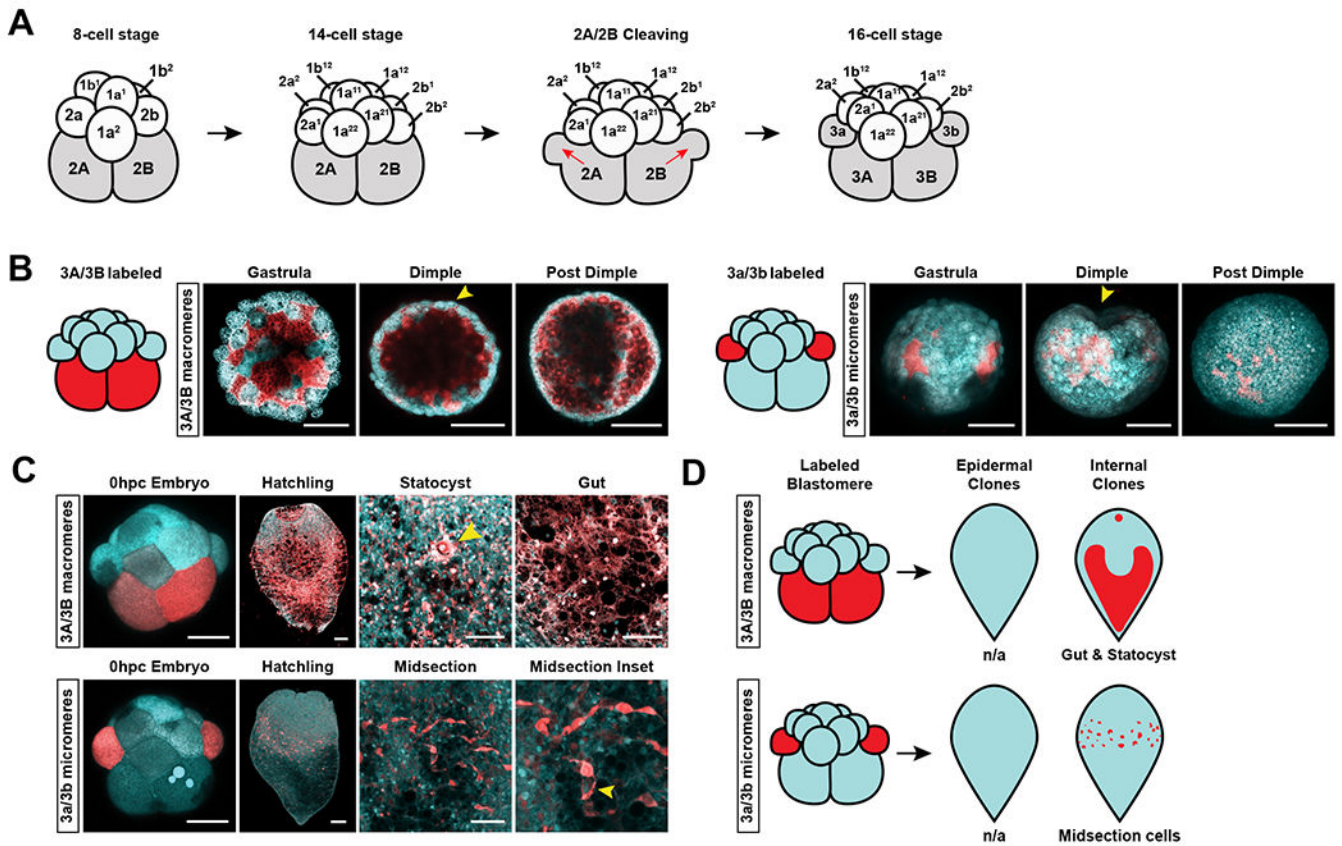 A
8-cell stage
14-cell stage
2A/2B Cleaving
16-cell stage
1b¹
1b²
1a¹
2a
2b
1a²
2A
2B
2a²
1b¹²
1a¹²
1a¹¹
2b¹
2b²
2a¹
1a²¹
1a²²
2A
2B
2a²
1b¹²
1a¹²
1a¹¹
2b¹
2b²
2a¹
1a²¹
1a²²
2A
2B
2a²
1b¹²
1a¹²
1a¹¹
2b²
2a¹
1a²¹
3a
3b
1a²²
3A
3B
B
3A/3B labeled
3A/3B macromeres
Gastrula
Dimple
Post Dimple
3a/3b labeled
3a/3b micromeres
Gastrula
Dimple
Post Dimple
C
0hpc Embryo
Hatchling
Statocyst
Gut
3A/3B macromeres
0hpc Embryo
Hatchling
Midsection
Midsection Inset
3a/3b micromeres
D
Labeled
Blastomere
Epidermal
Clones
Internal
Clones
3A/3B macromeres
n/a
Gut & Statocyst
3a/3b micromeres
n/a
Midsection cells